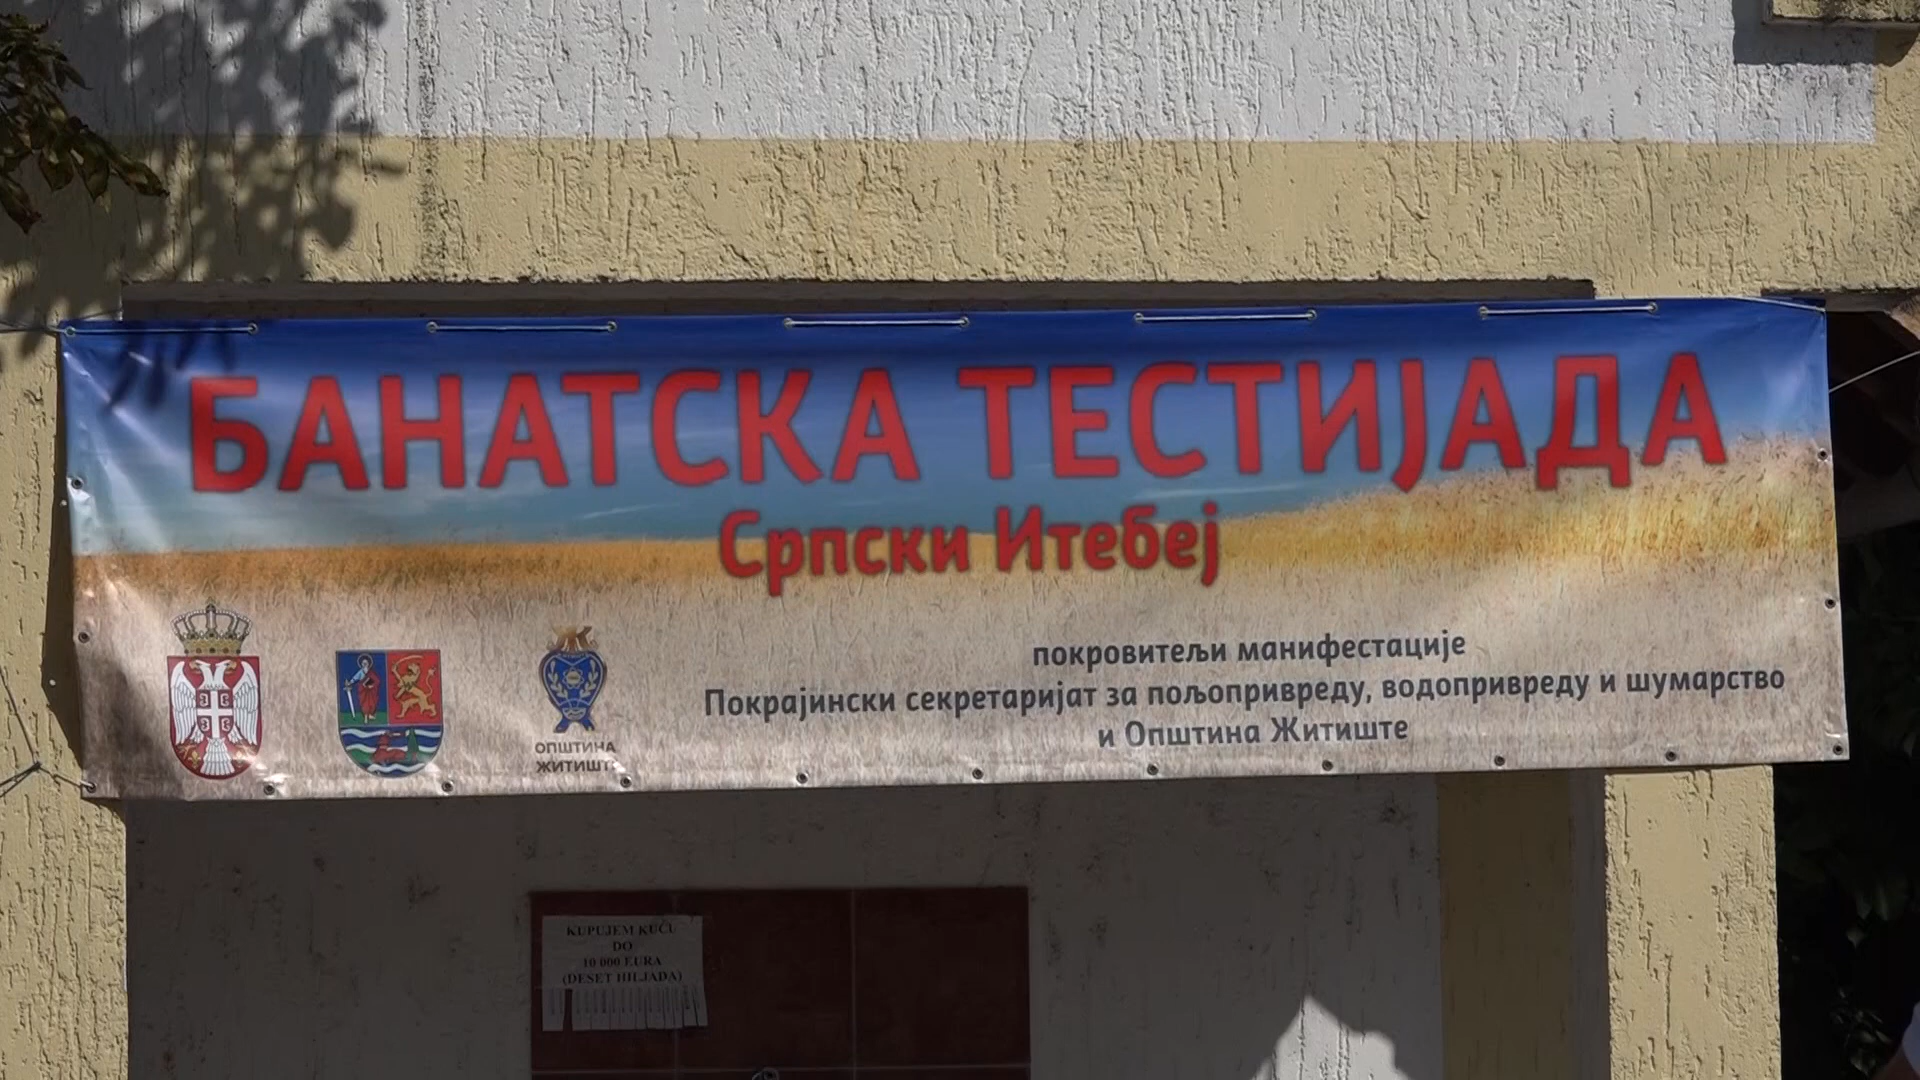 БАНАТСКА ТЕСТИЈАДА
Српски Итебеј
покровитељи манифестације
Покрајински секретаријат за пољопривреду, водопривреду и шумарство
и Општина Житиште
ОПШТИНА
ЖИТИШТЕ
KUPUJEM KUĆU
DO
10 000 EURA
(DESET HILJADA)